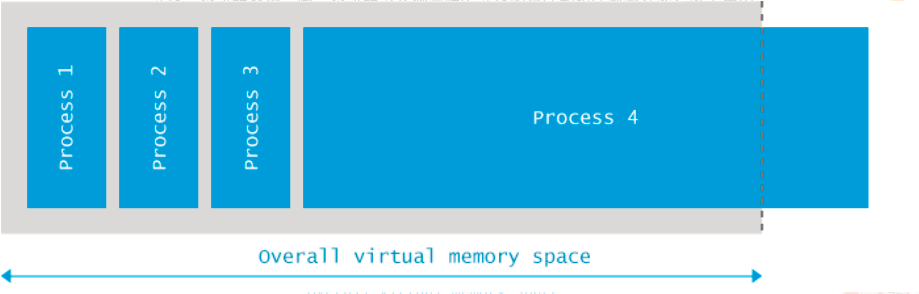 Process 1
Process 2
Process 3
Process 4
Overall virtual memory space